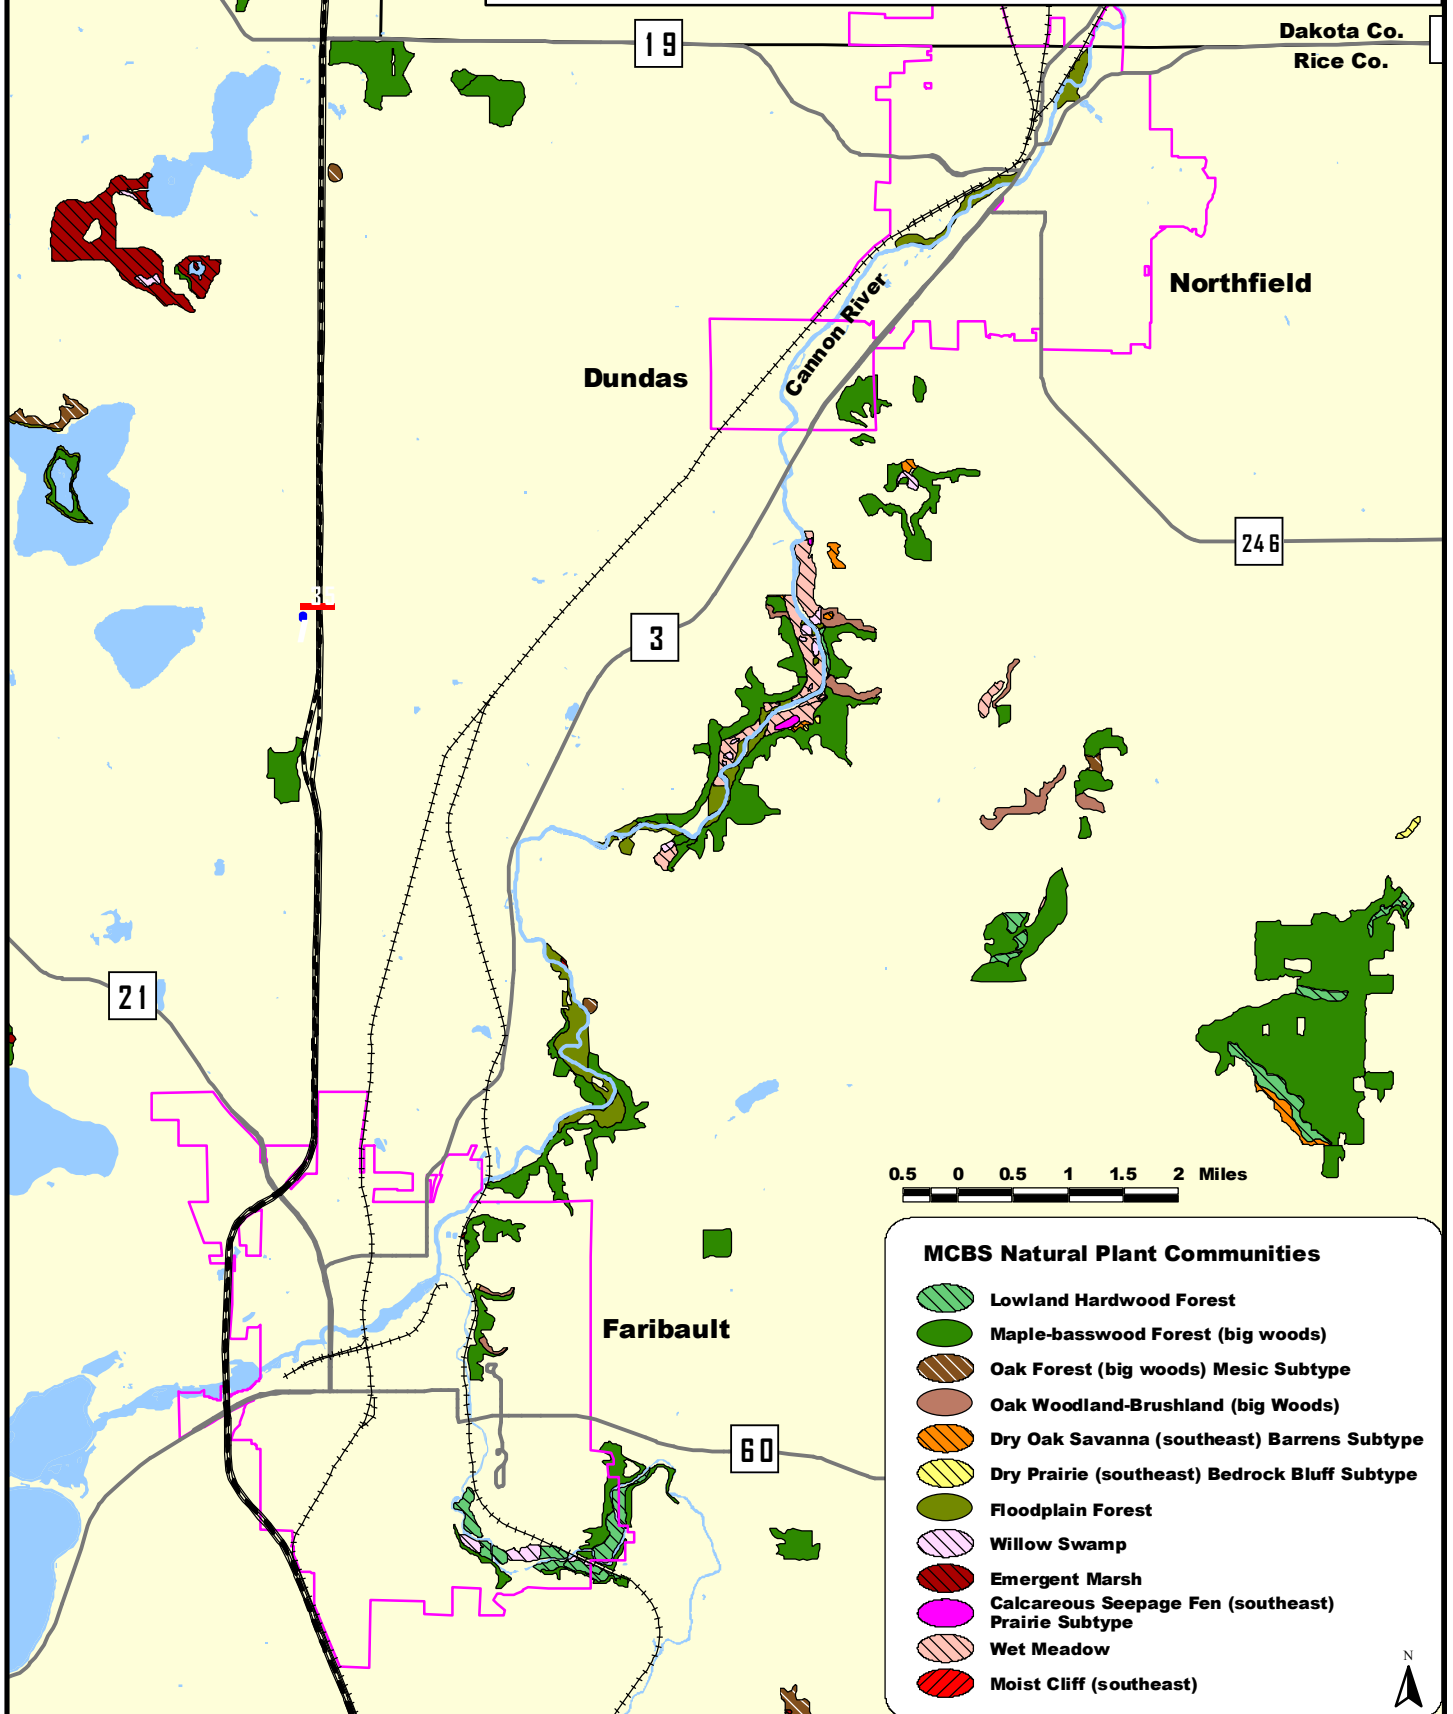 Dakota Co.
19
Rice Co.
Northfield
Cannon River
Dundas
246
3
21
0.5 0 0.5 1 1.5 2 Miles
MCBS Natural Plant Communities
Lowland Hardwood Forest
Maple-basswood Forest (big woods)
Faribault
Oak Forest (big woods) Mesic Subtype
Oak Woodland-Brushland (big Woods)
Dry Oak Savanna (southeast) Barrens Subtype
60
Dry Prairie (southeast) Bedrock Bluff Subtype
Floodplain Forest
Willow Swamp
Emergent Marsh
Calcareous Seepage Fen (southeast)
Prairie Subtype
Wet Meadow
N
Moist Cliff (southeast)